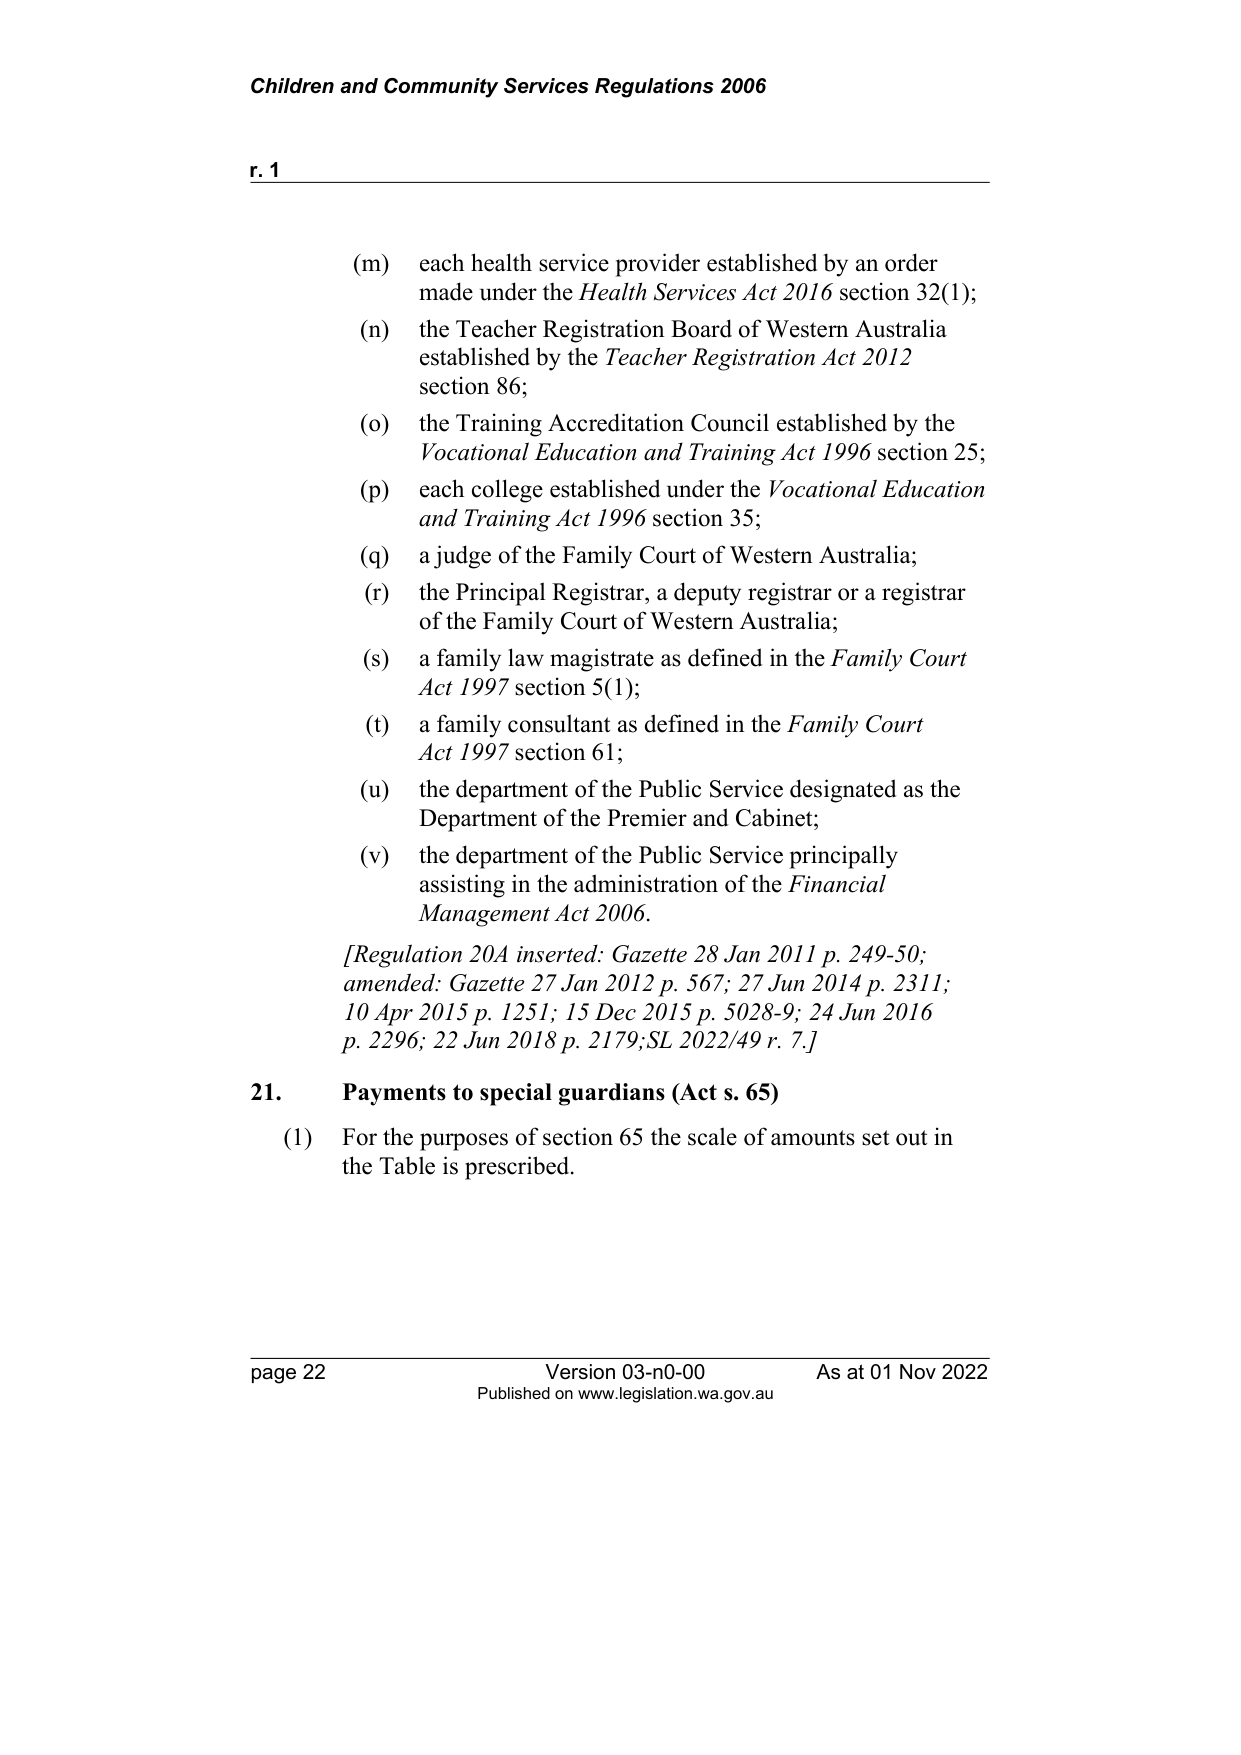 Children and Community Services Regulations 2006
r. 1
(m) each health service provider established by an order
made under the Health Services Act 2016 section 32(1);
(n) the Teacher Registration Board of Western Australia
established by the Teacher Registration Act 2012
section 86;
(o) the Training Accreditation Council established by the
Vocational Education and Training Act 1996 section 25;
(p) each college established under the Vocational Education
and Training Act 1996 section 35;
(q) a judge of the Family Court of Western Australia;
(r) the Principal Registrar, a deputy registrar or a registrar
of the Family Court of Western Australia;
(s) a family law magistrate as defined in the Family Court
Act 1997 section 5(1);
(t) a family consultant as defined in the Family Court
Act 1997 section 61;
(u) the department of the Public Service designated as the
Department of the Premier and Cabinet;
(v) the department of the Public Service principally
assisting in the administration of the Financial
Management Act 2006.
[Regulation 20A inserted: Gazette 28 Jan 2011 p. 249-50;
amended: Gazette 27 Jan 2012 p. 567; 27 Jun 2014 p. 2311;
10 Apr 2015 p. 1251; 15 Dec 2015 p. 5028-9; 24 Jun 2016
p. 2296; 22 Jun 2018 p. 2179;SL 2022/49 r. 7.]
21. Payments to special guardians (Act s. 65)
(1) For the purposes of section 65 the scale of amounts set out in
the Table is prescribed.
page 22 Version 03-n0-00 As at 01 Nov 2022
Published on www.legislation.wa.gov.au